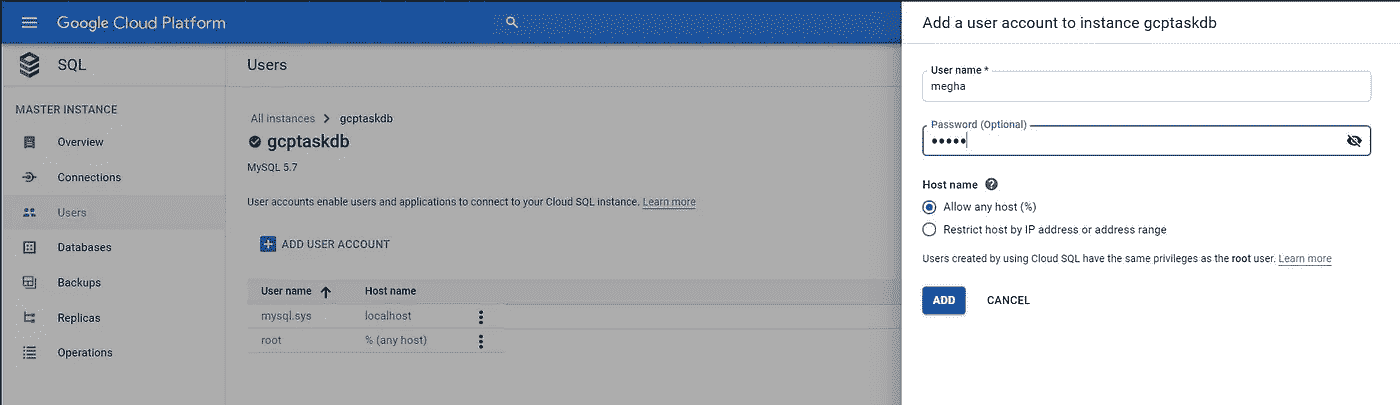 Google Cloud Platform
SQL
MASTER INSTANCE
Overview
Connections
Users
Databases
Backups
Replicas
Operations
Users
All instances > gcptaskdb
gcptaskdb
MySQL 5.7
User accounts enable users and applications to connect to your Cloud SQL instance. Learn more
ADD USER ACCOUNT
User name Host name
mysql.sys localhost
root % (any host)
Add a user account to instance gcptaskdb
User name *
megha
Password (Optional)
•••••
Host name
Allow any host (%)
Restrict host by IP address or address range
Users created by using Cloud SQL have the same privileges as the root user. Learn more
ADD CANCEL